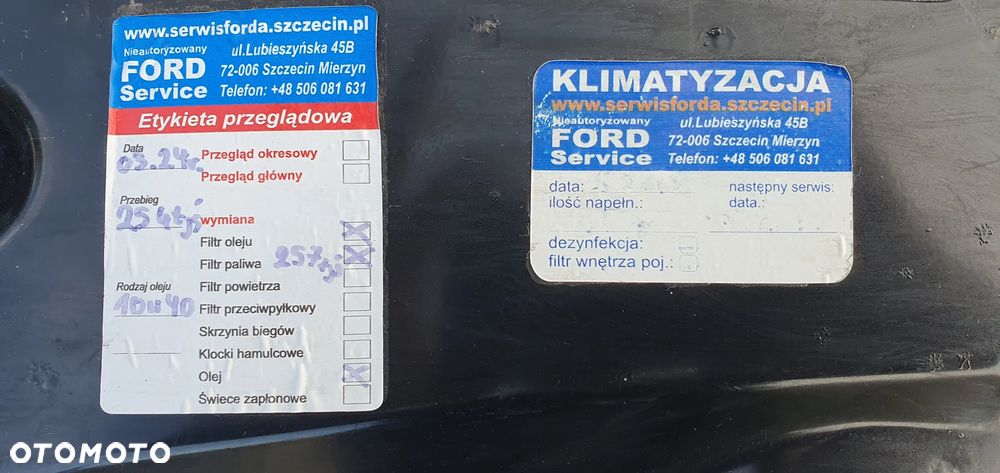 www.serwisforda.szczecin.pl
Nieautoryzowany
FORD
Service
ul.Lubieszyńska 45B
72-006 Szczecin Mierzyn
Telefon: +48 506 081 631
Etykieta przeglądowa
Data
03.24r.
Przegląd okresowy
Przegląd główny
Przebieg
254tyś
wymiana
Filtr oleju
Filtr paliwa 257tyś
Rodzaj oleju
10w40
Filtr powietrza
Filtr przeciwpyłkowy
Skrzynia biegów
Klocki hamulcowe
Olej
Świece zapłonowe
KLIMATYZACJA
www.serwisforda.szczecin.pl
Nieautoryzowany
FORD
Service
ul.Lubieszyńska 45B
72-006 Szczecin Mierzyn
Telefon: +48 506 081 631
data:
ilość napełn.:
następny serwis:
data.:
dezynfekcja:
filtr wnętrza poj.:
OTOMOTO